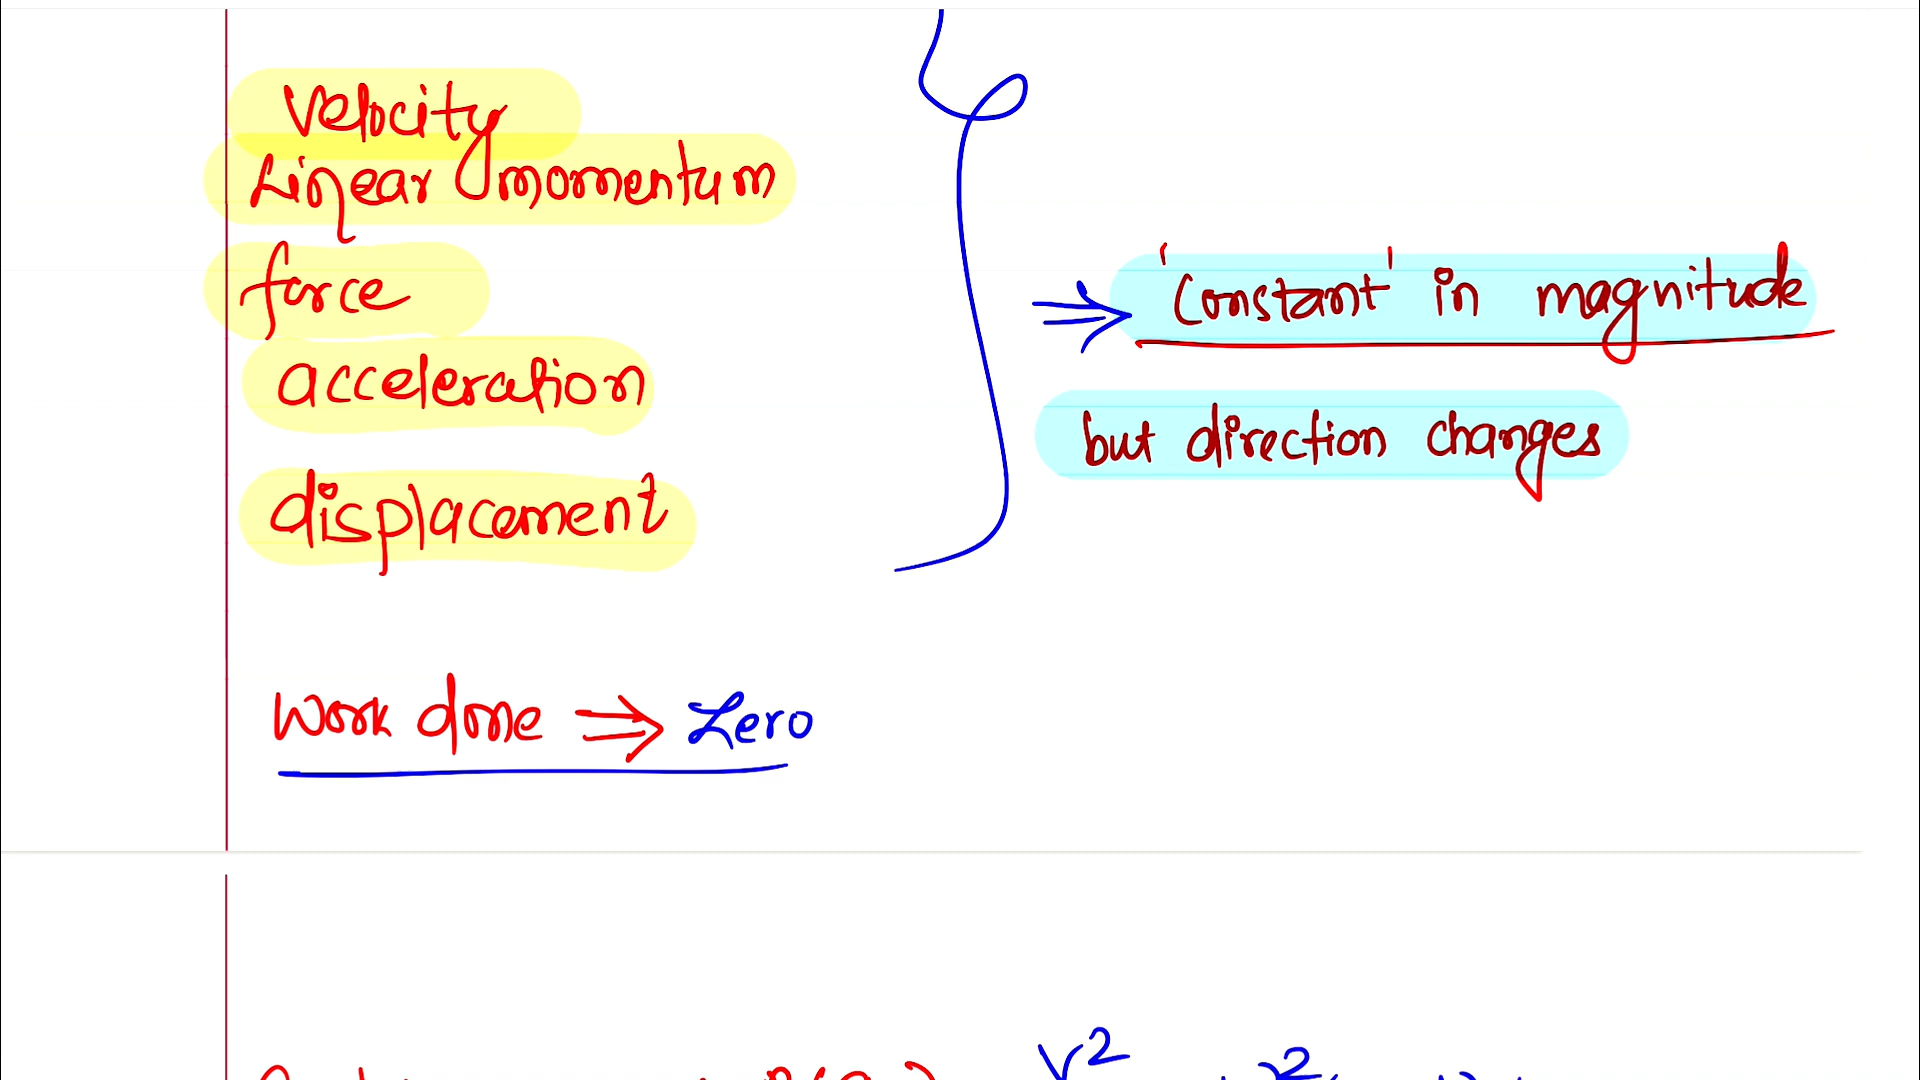 Velocity
Linear momentum
force
'Constant' in magnitude
acceleration
but direction changes
displacement
Work done ⇒ Zero